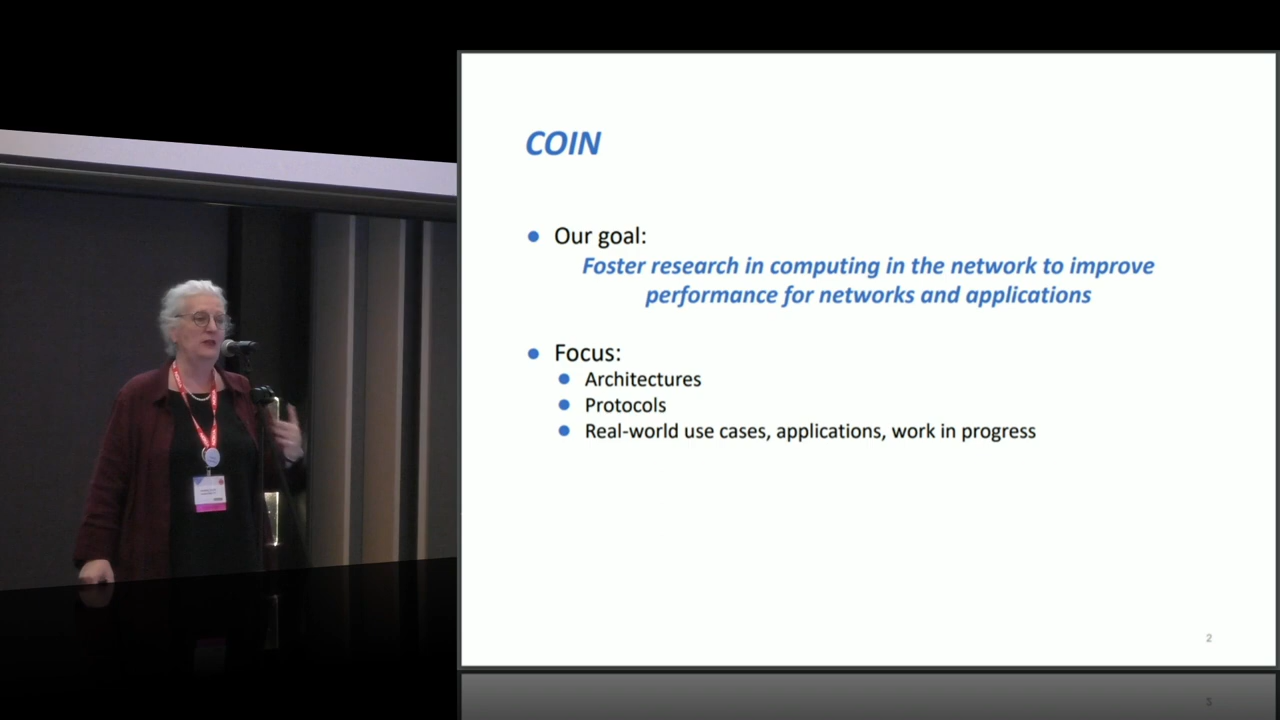 COIN
● Our goal:
Foster research in computing in the network to improve
performance for networks and applications
● Focus:
● Architectures
● Protocols
● Real-world use cases, applications, work in progress
2